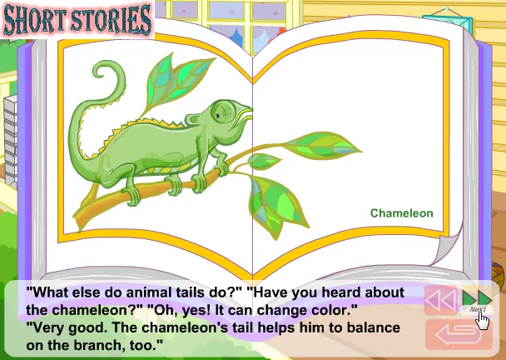 SHORT STORIES
Chameleon
"What else do animal tails do?" "Have you heard about
the chameleon?" "Oh, yes! It can change color."
"Very good. The chameleon's tail helps him to balance
on the branch, too."
Next